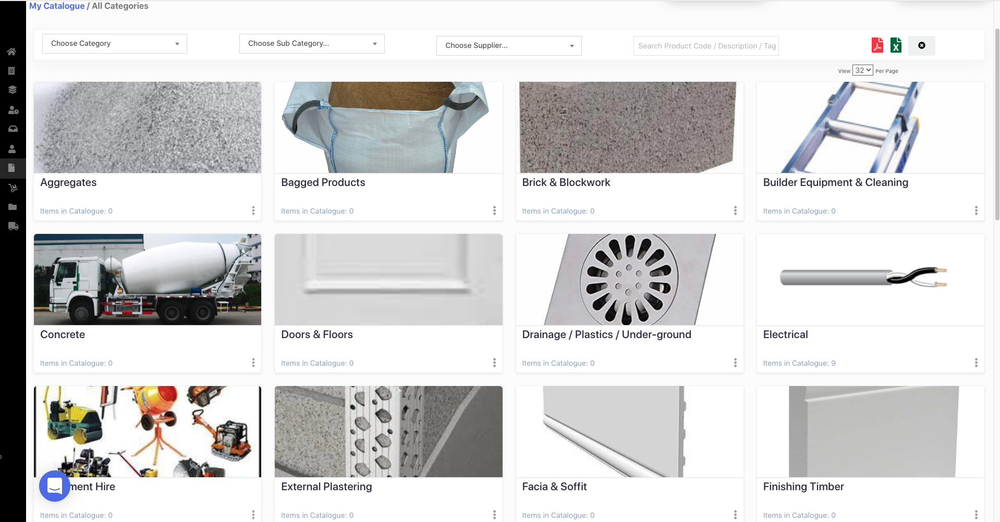 My Catalogue / All Categories
Choose Category
Choose Sub Category...
Choose Supplier...
Search Product Code / Description / Tag
View 32 Per Page
Aggregates
Items in Catalogue: 0
Bagged Products
Items in Catalogue: 0
Brick & Blockwork
Items in Catalogue: 0
Builder Equipment & Cleaning
Items in Catalogue: 0
Concrete
Items in Catalogue: 0
Doors & Floors
Items in Catalogue: 0
Drainage / Plastics / Under-ground
Items in Catalogue: 0
Electrical
Items in Catalogue: 9
ment Hire
Items in Catalogue: 0
External Plastering
Items in Catalogue: 0
Facia & Soffit
Items in Catalogue: 0
Finishing Timber
Items in Catalogue: 0